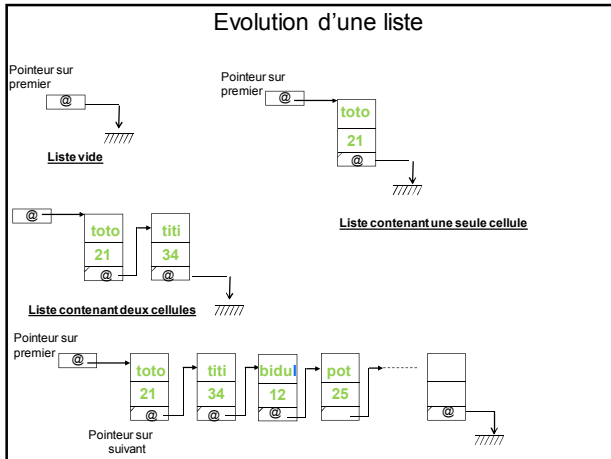 Evolution d'une liste
Pointeur sur
premier
@
Liste vide
Pointeur sur
premier
@
toto
21
@
Liste contenant une seule cellule
@
toto
titi
21
34
@
@
Liste contenant deux cellules
Pointeur sur
premier
@
toto
titi
bidul
pot
21
34
12
25
@
@
@
@
Pointeur sur
suivant